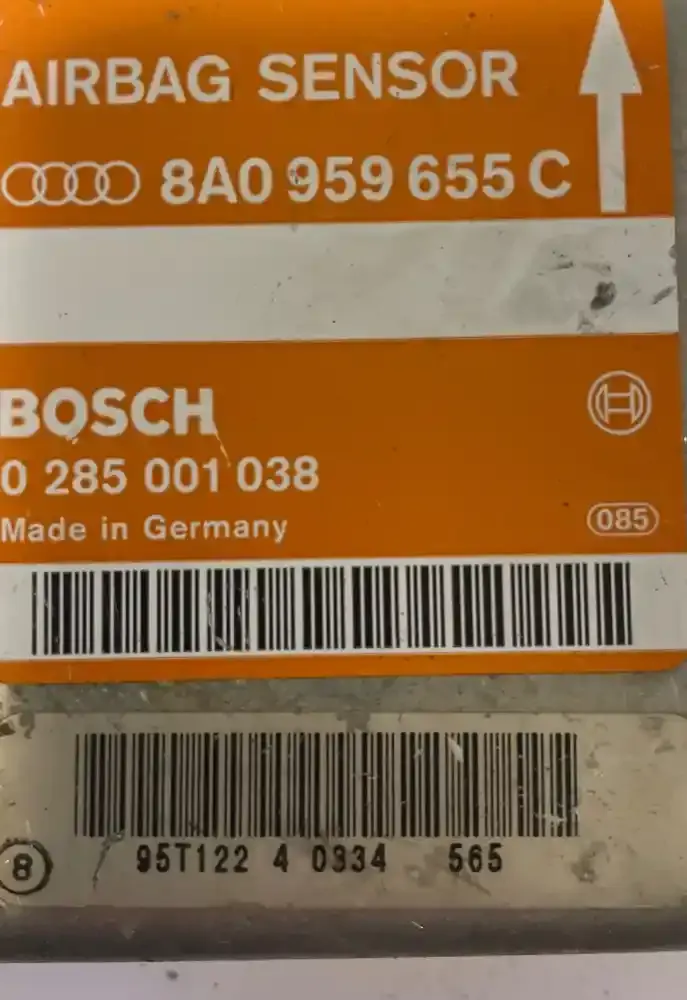 AIRBAG SENSOR
8A0 959 655 C
BOSCH
0 285 001 038
Made in Germany
085
8
95T122 4 0334 565